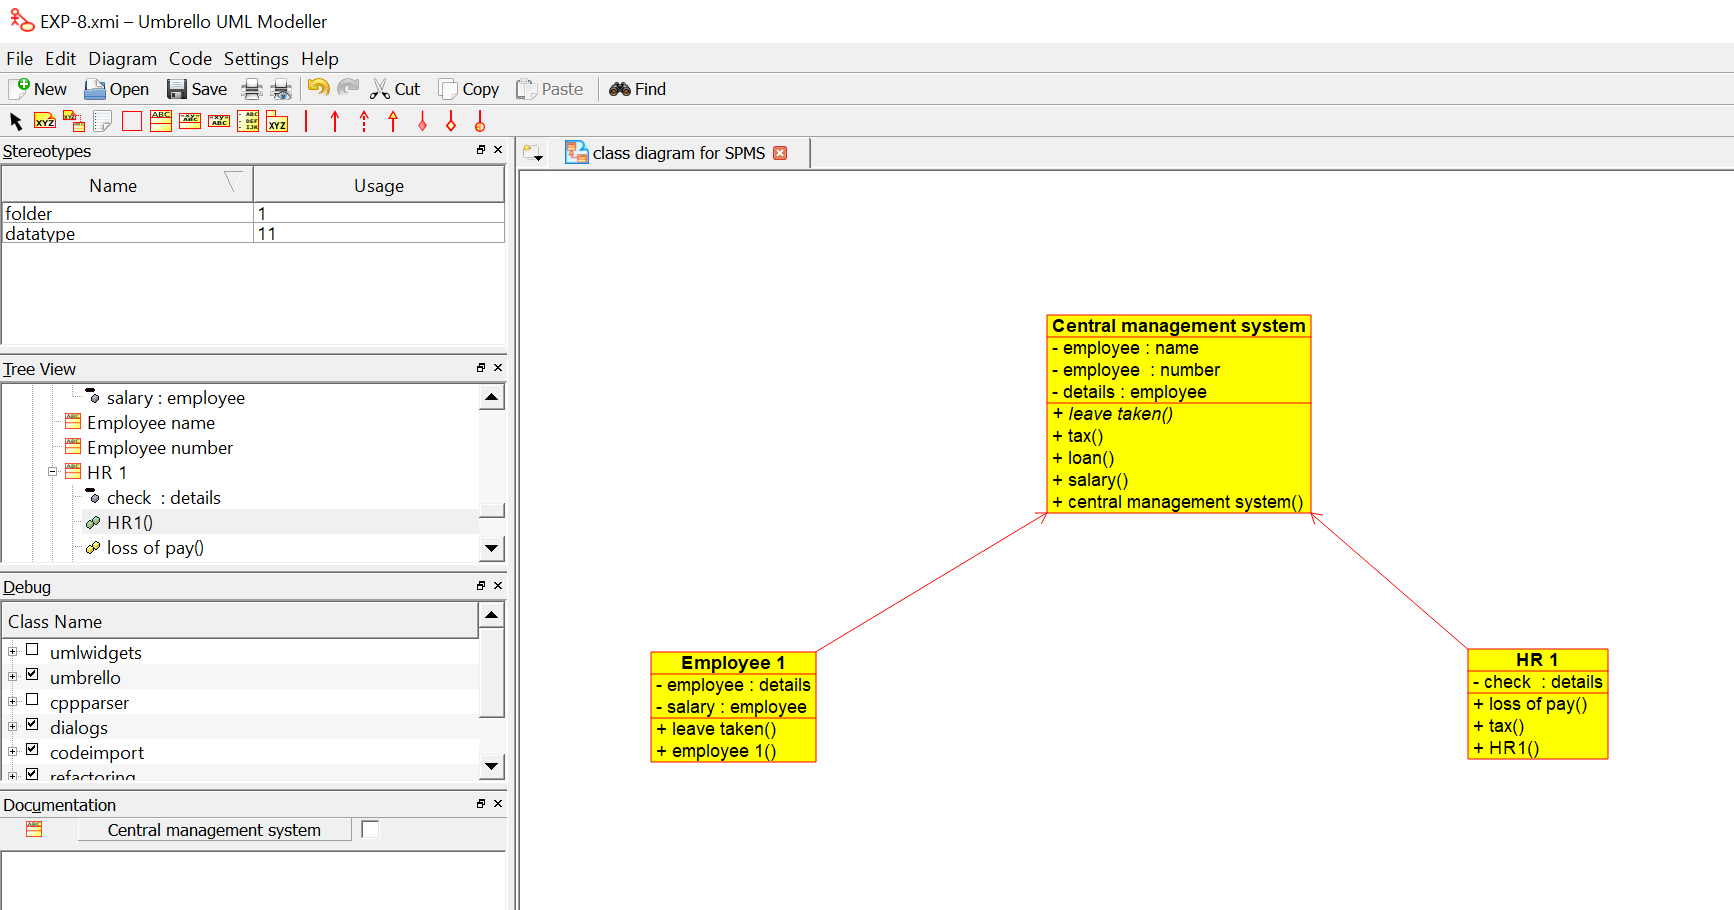 EXP-8.xmi – Umbrello UML Modeller
File Edit Diagram Code Settings Help
New Open Save Cut Copy Paste Find
Stereotypes
Name Usage
folder 1
datatype 11
Tree View
salary : employee
Employee name
Employee number
HR 1
check : details
HR1()
loss of pay()
Debug
Class Name
umlwidgets
umbrello
cppparser
dialogs
codeimport
refactoring
Documentation
Central management system
class diagram for SPMS
Central management system
- employee : name
- employee : number
- details : employee
+ leave taken()
+ tax()
+ loan()
+ salary()
+ central management system()
Employee 1
- employee : details
- salary : employee
+ leave taken()
+ employee 1()
HR 1
- check : details
+ loss of pay()
+ tax()
+ HR1()